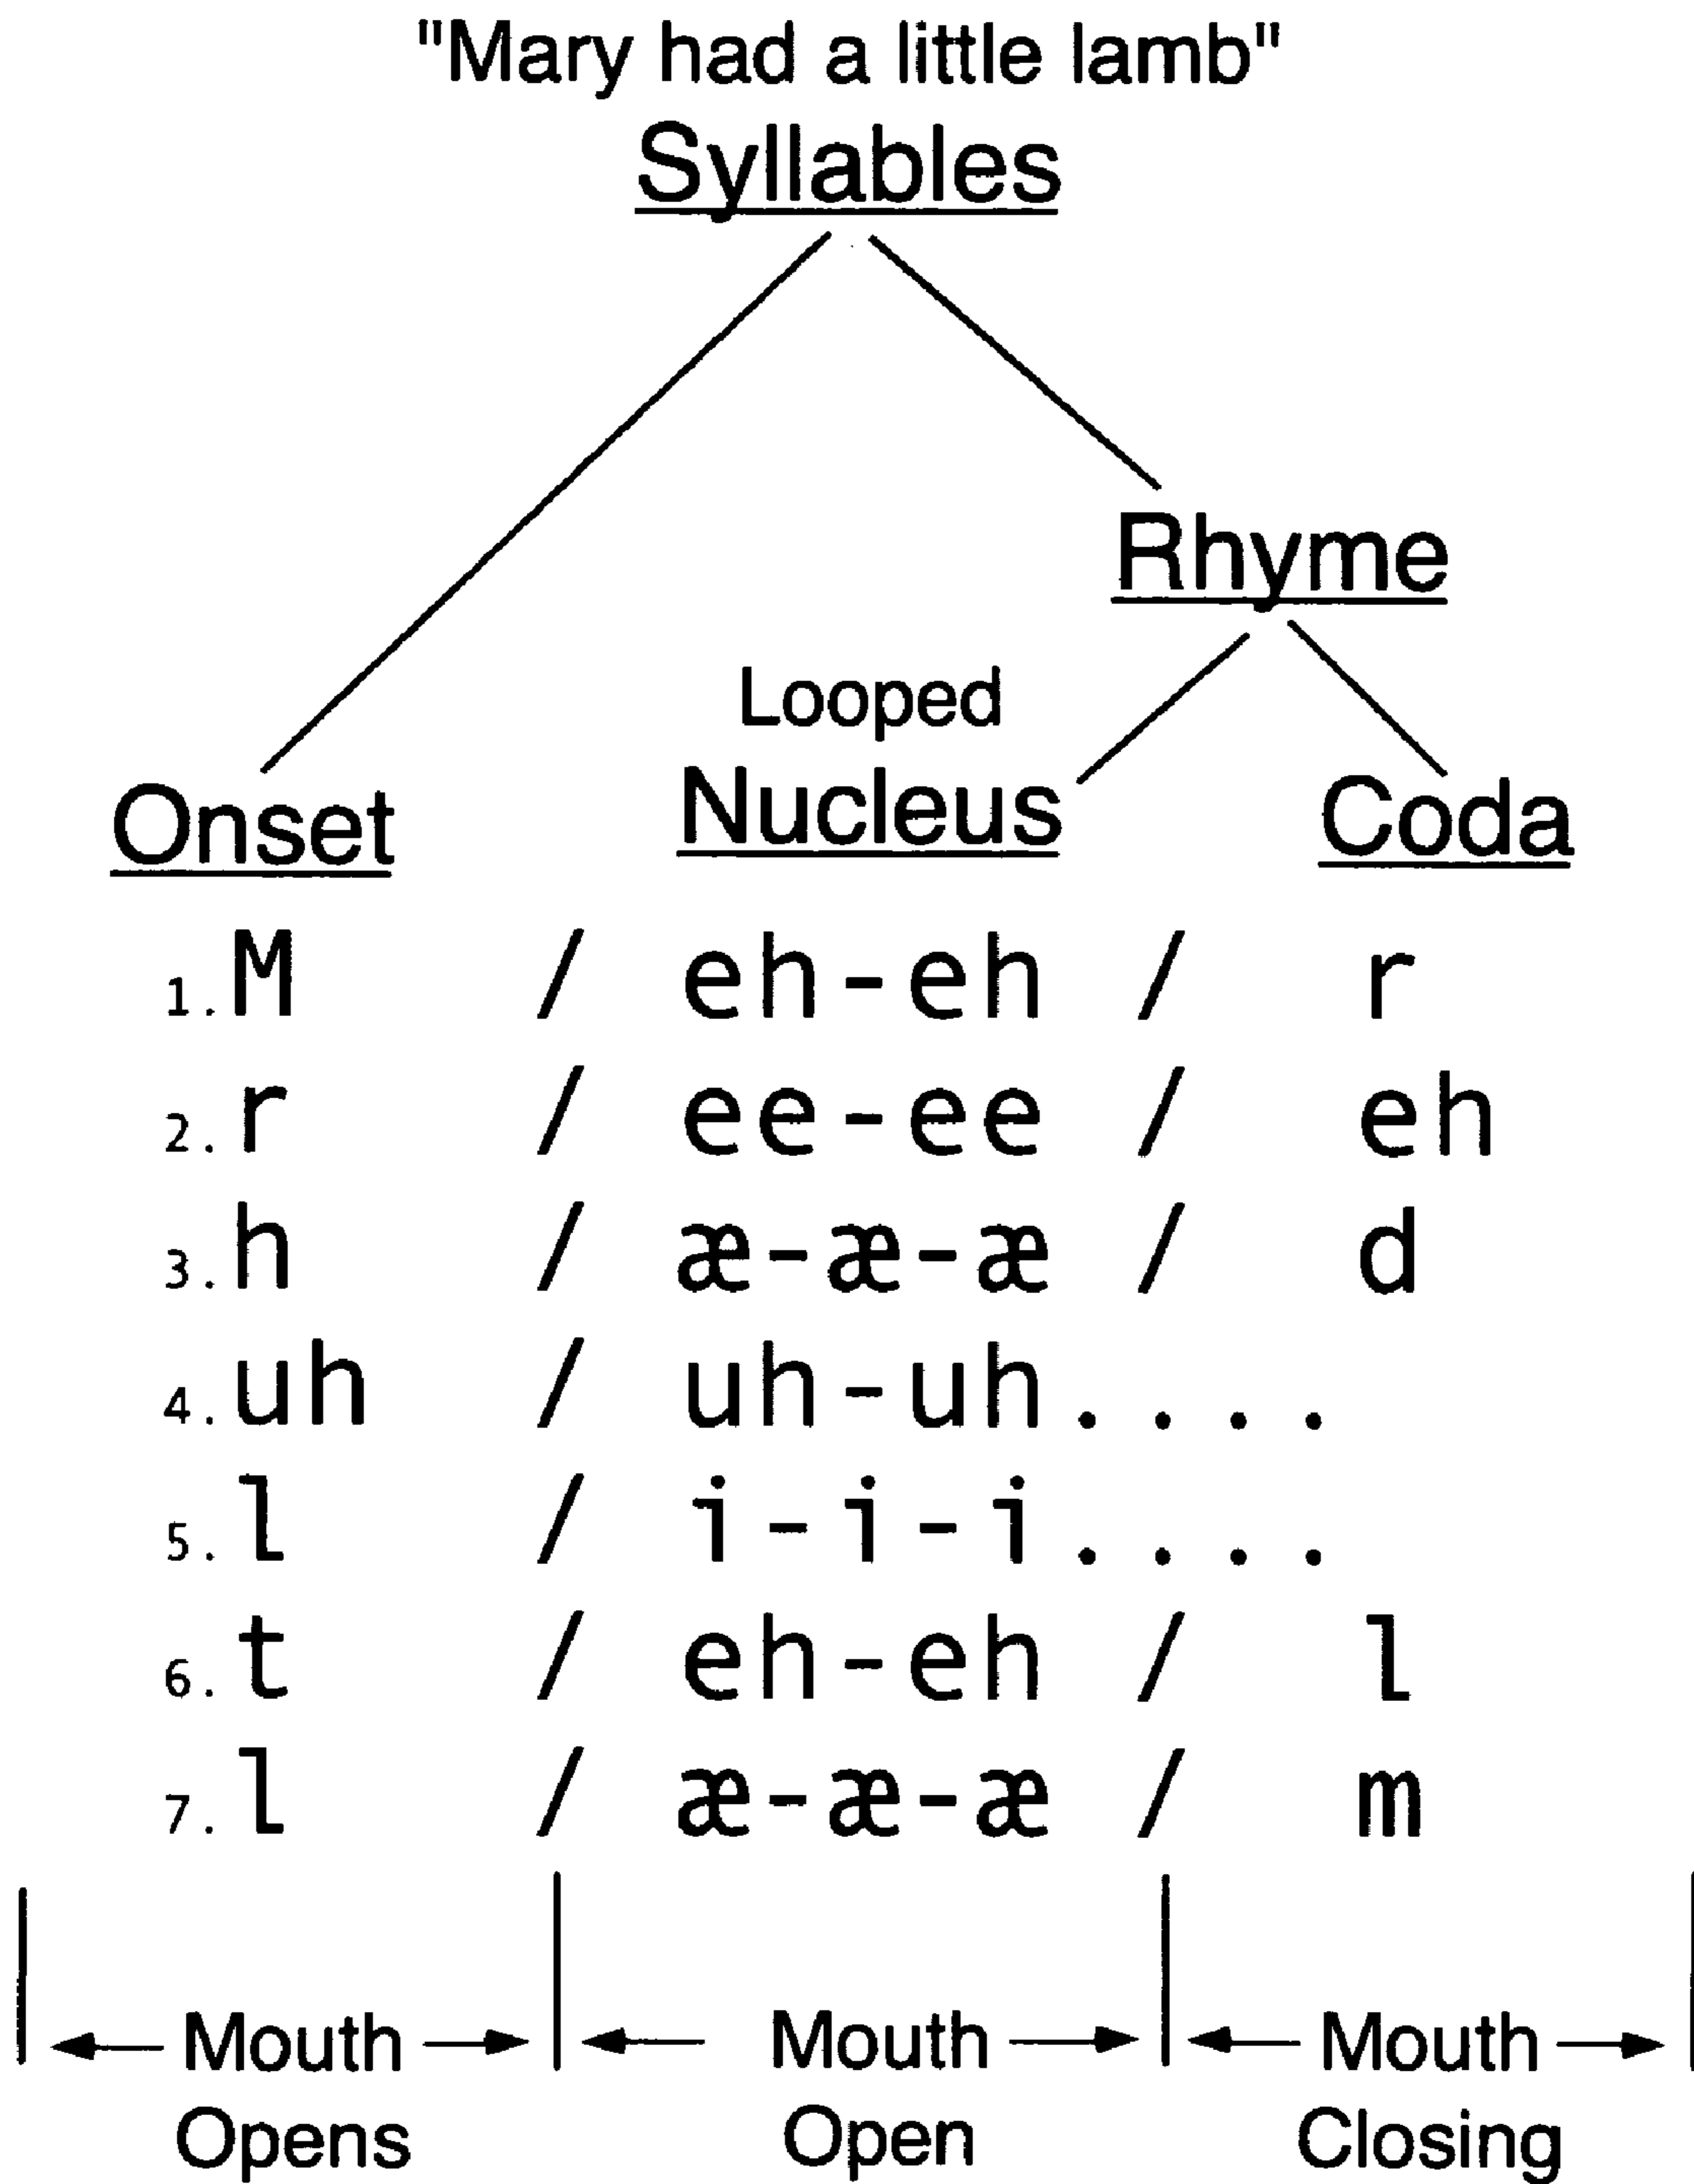 "Mary had a little lamb"
Syllables
Rhyme
Looped
Nucleus
Onset
Coda
1. M / eh-eh / r
2. r / ee-ee / eh
3. h / æ-æ-æ / d
4. uh / uh-uh....
5. l / i-i-i....
6. t / eh-eh / l
7. l / æ-æ-æ / m
Mouth Mouth Mouth
Opens Open Closing